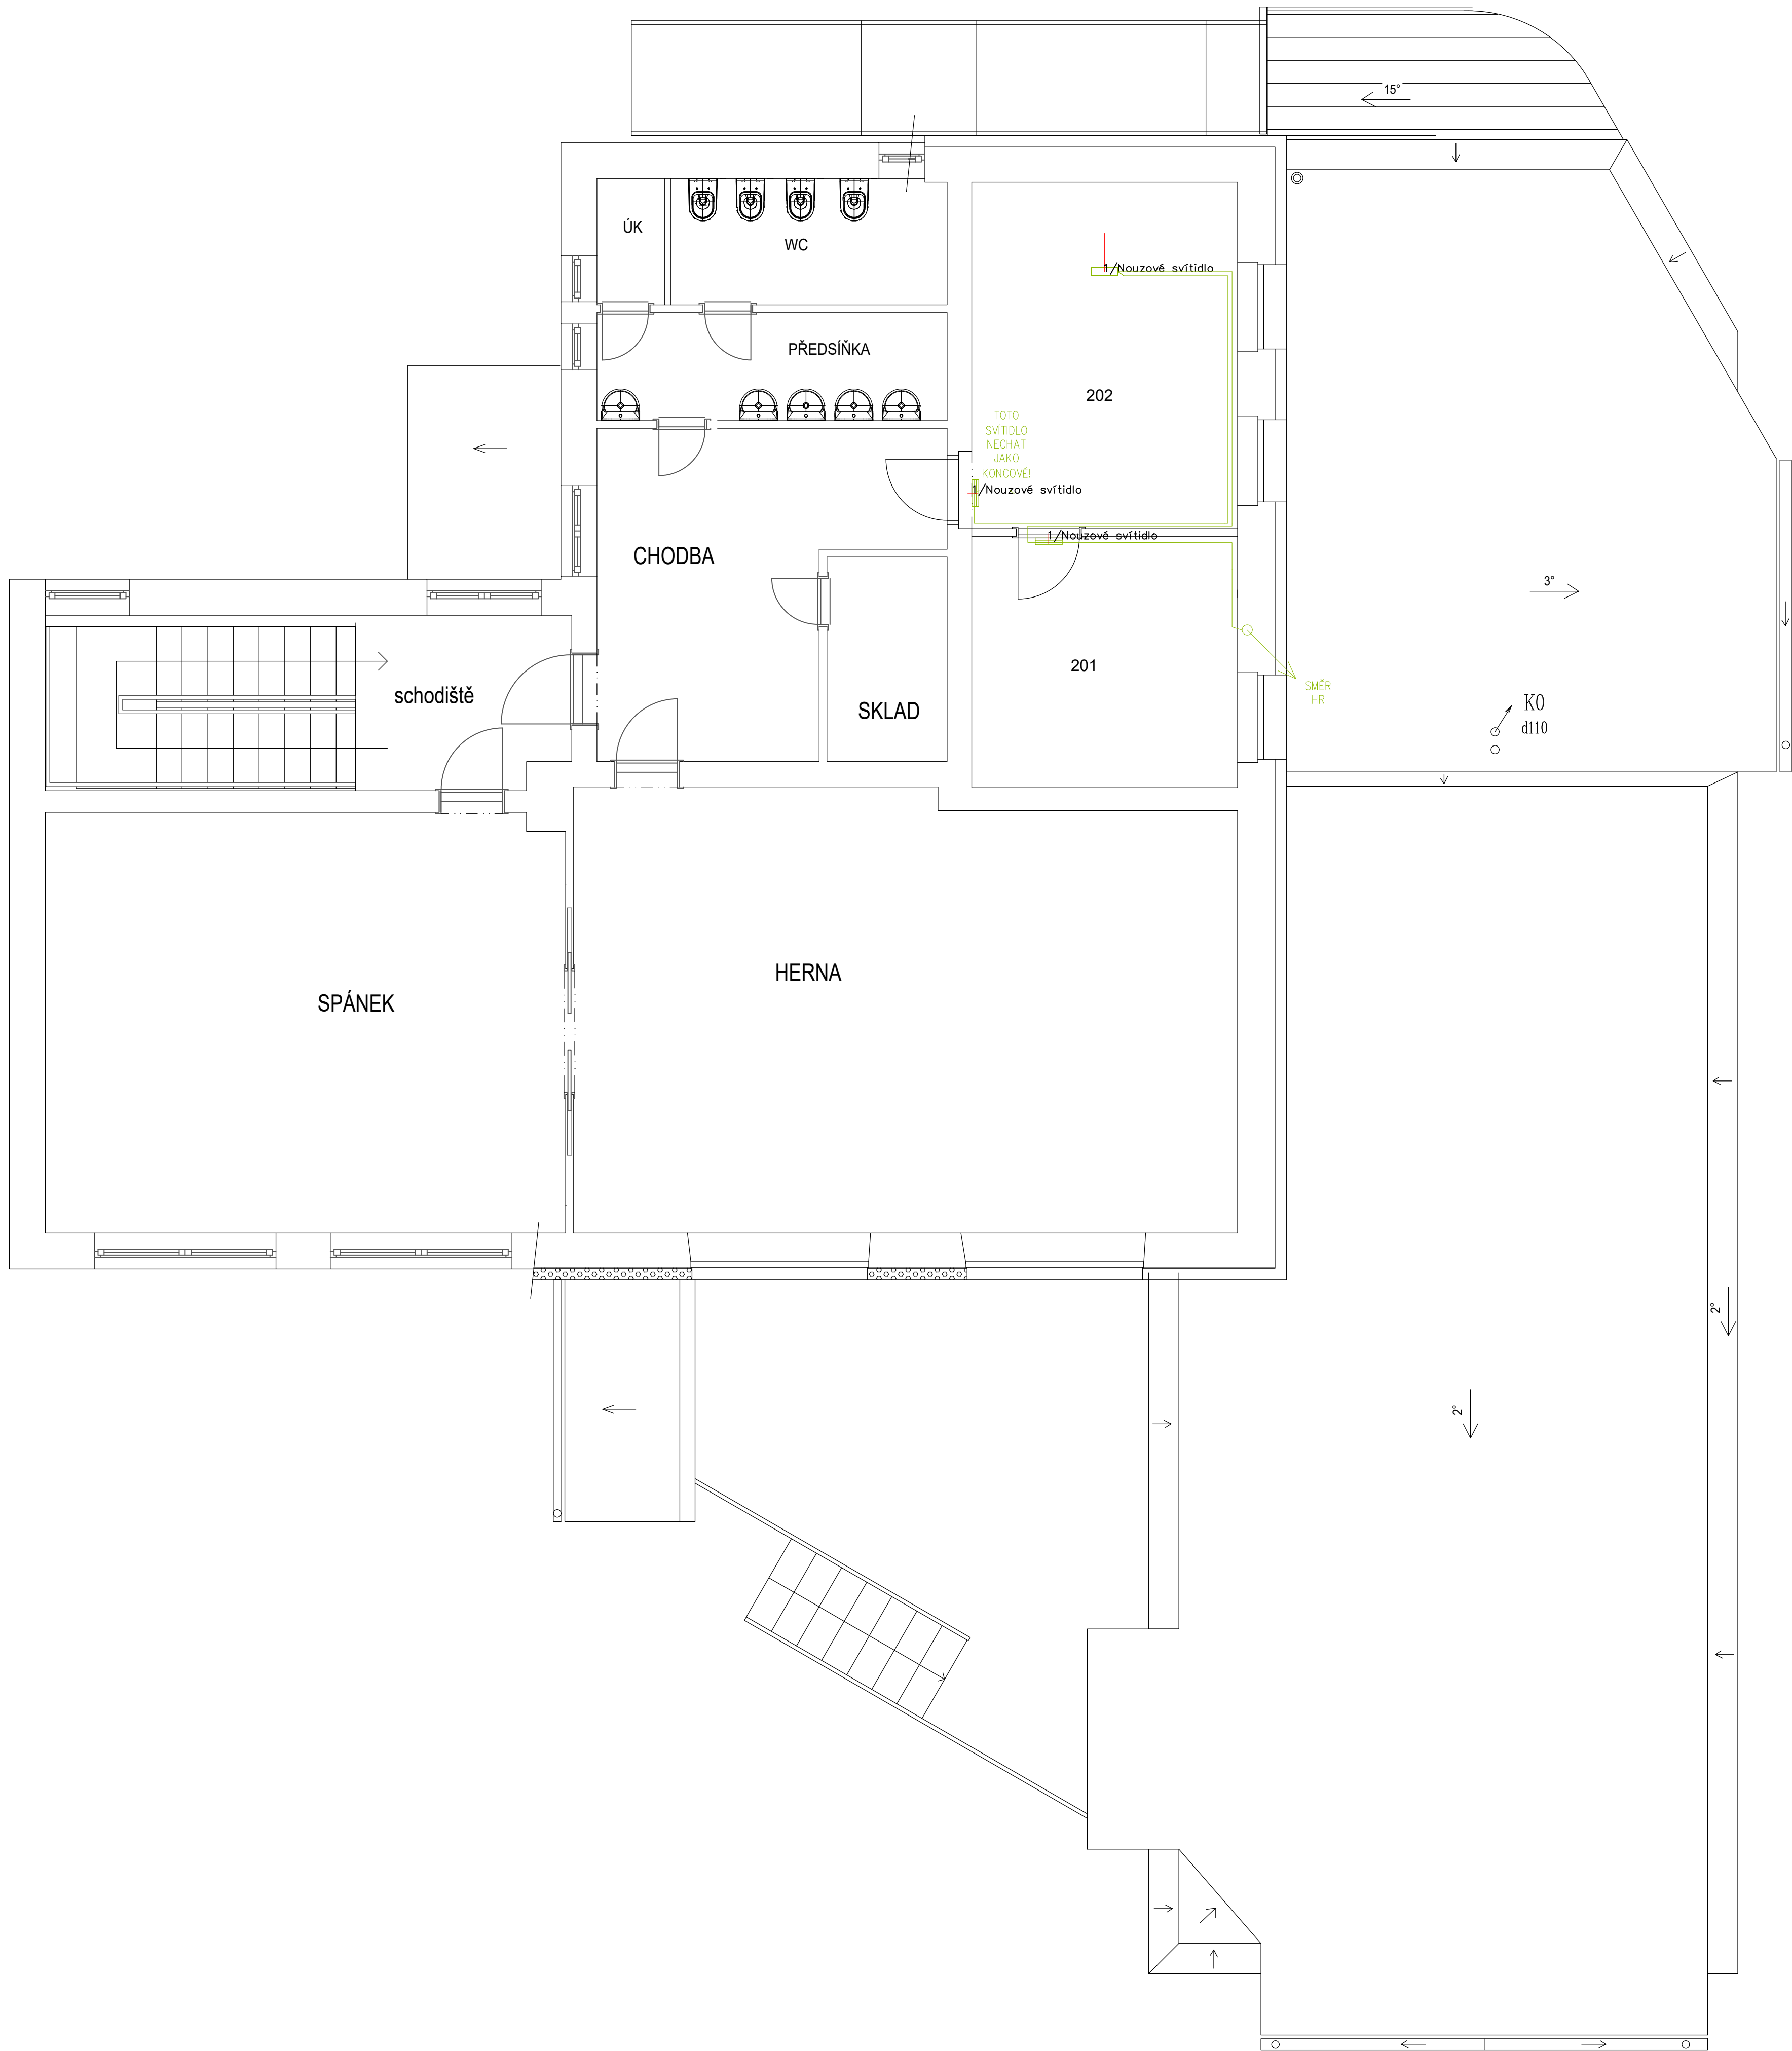 15°
ÚK
WC
1/Nouzové svítidlo
PŘEDSÍŇKA
202
TOTO
SVÍTIDLO
NECHAT
JAKO
KONCOVÉ!
1/Nouzové svítidlo
1/Nouzové svítidlo
CHODBA
3°
201
schodiště
SKLAD
SMĚR
HR
KO
d110
HERNA
SPÁNEK
2°
2°